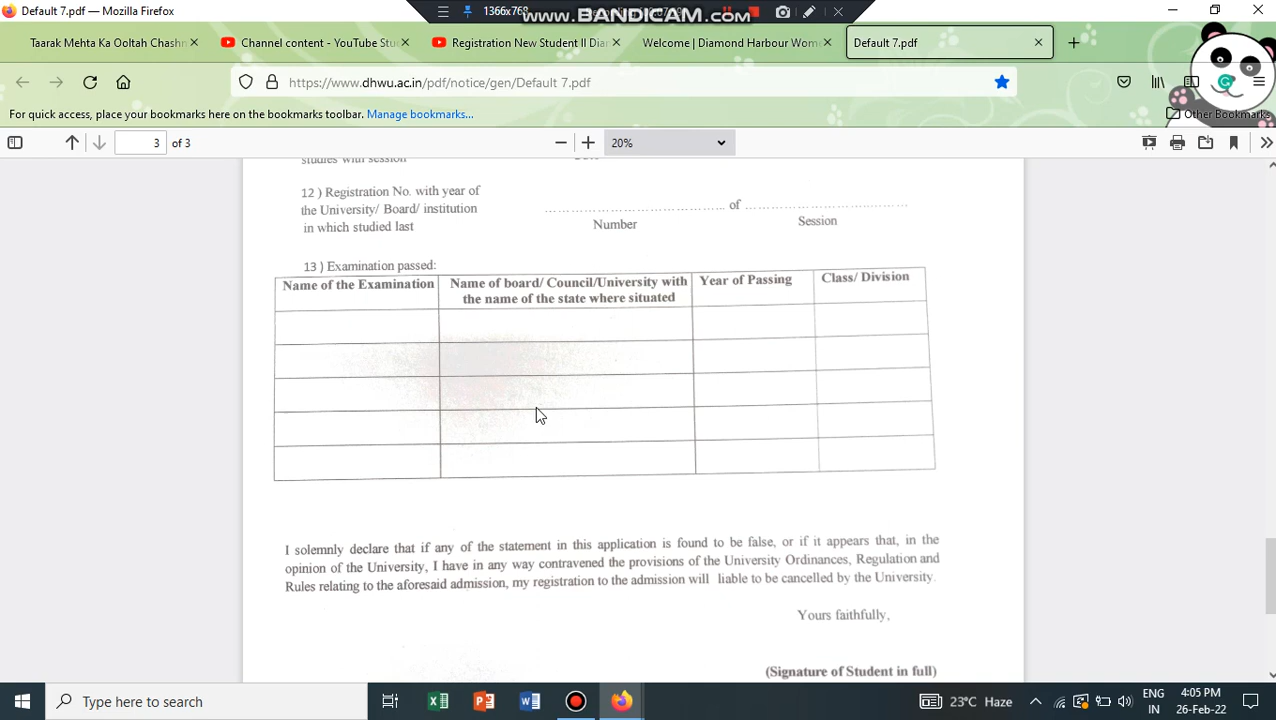 Default 7.pdf — Mozilla Firefox
1366x768
www.BANDICAM.com
Taarak Mehta Ka Ooltah Chashm
Channel content - YouTube Stu
Registration New Student II Dia
Welcome | Diamond Harbour Wom
Default 7.pdf
https://www.dhwu.ac.in/pdf/notice/gen/Default 7.pdf
For quick access, place your bookmarks here on the bookmarks toolbar. Manage bookmarks...
Other Bookmarks
3 of 3
20%
studies with session
12 ) Registration No. with year of
the University/ Board/ institution
in which studied last
of
Number
Session
13 ) Examination passed:
Name of the Examination
Name of board/ Council/University with
the name of the state where situated
Year of Passing
Class/ Division
I solemnly declare that if any of the statement in this application is found to be false, or if it appears that, in the
opinion of the University, I have in any way contravened the provisions of the University Ordinances, Regulation and
Rules relating to the aforesaid admission, my registration to the admission will liable to be cancelled by the University.
Yours faithfully,
(Signature of Student in full)
Type here to search
23°C Haze
ENG
IN
4:05 PM
26-Feb-22